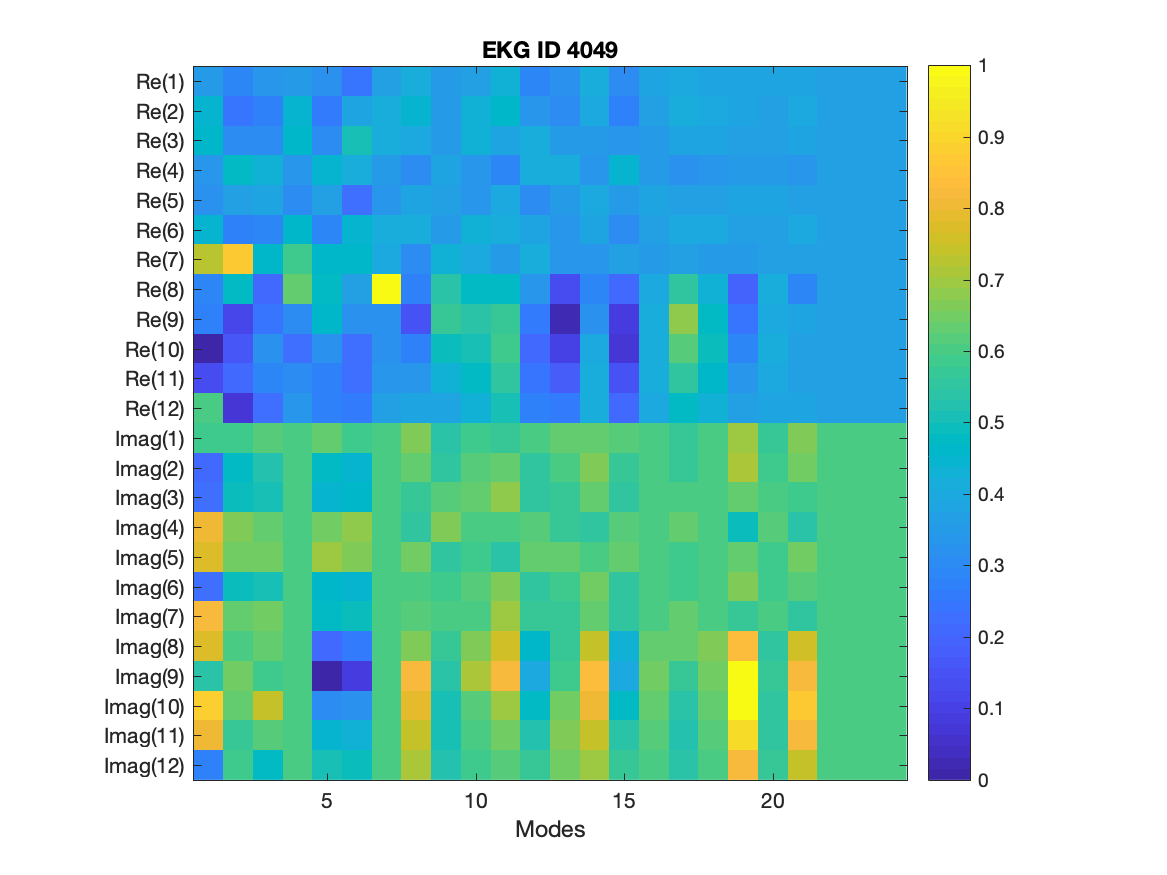 EKG ID 4049
Re(1)
Re(2)
Re(3)
Re(4)
Re(5)
Re(6)
Re(7)
Re(8)
Re(9)
Re(10)
Re(11)
Re(12)
Imag(1)
Imag(2)
Imag(3)
Imag(4)
Imag(5)
Imag(6)
Imag(7)
Imag(8)
Imag(9)
Imag(10)
Imag(11)
Imag(12)
5 10 15 20
Modes
1
0.9
0.8
0.7
0.6
0.5
0.4
0.3
0.2
0.1
0